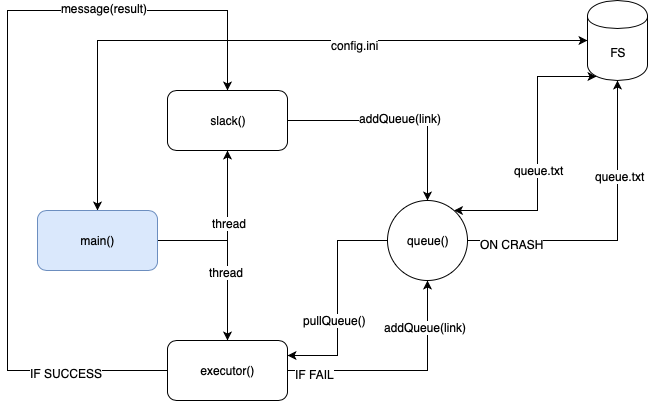 message(result)
config.ini
FS
slack()
addQueue(link)
queue.txt
queue.txt
thread
main()
queue()
ON CRASH
thread
pullQueue()
addQueue(link)
executor()
IF SUCCESS
IF FAIL